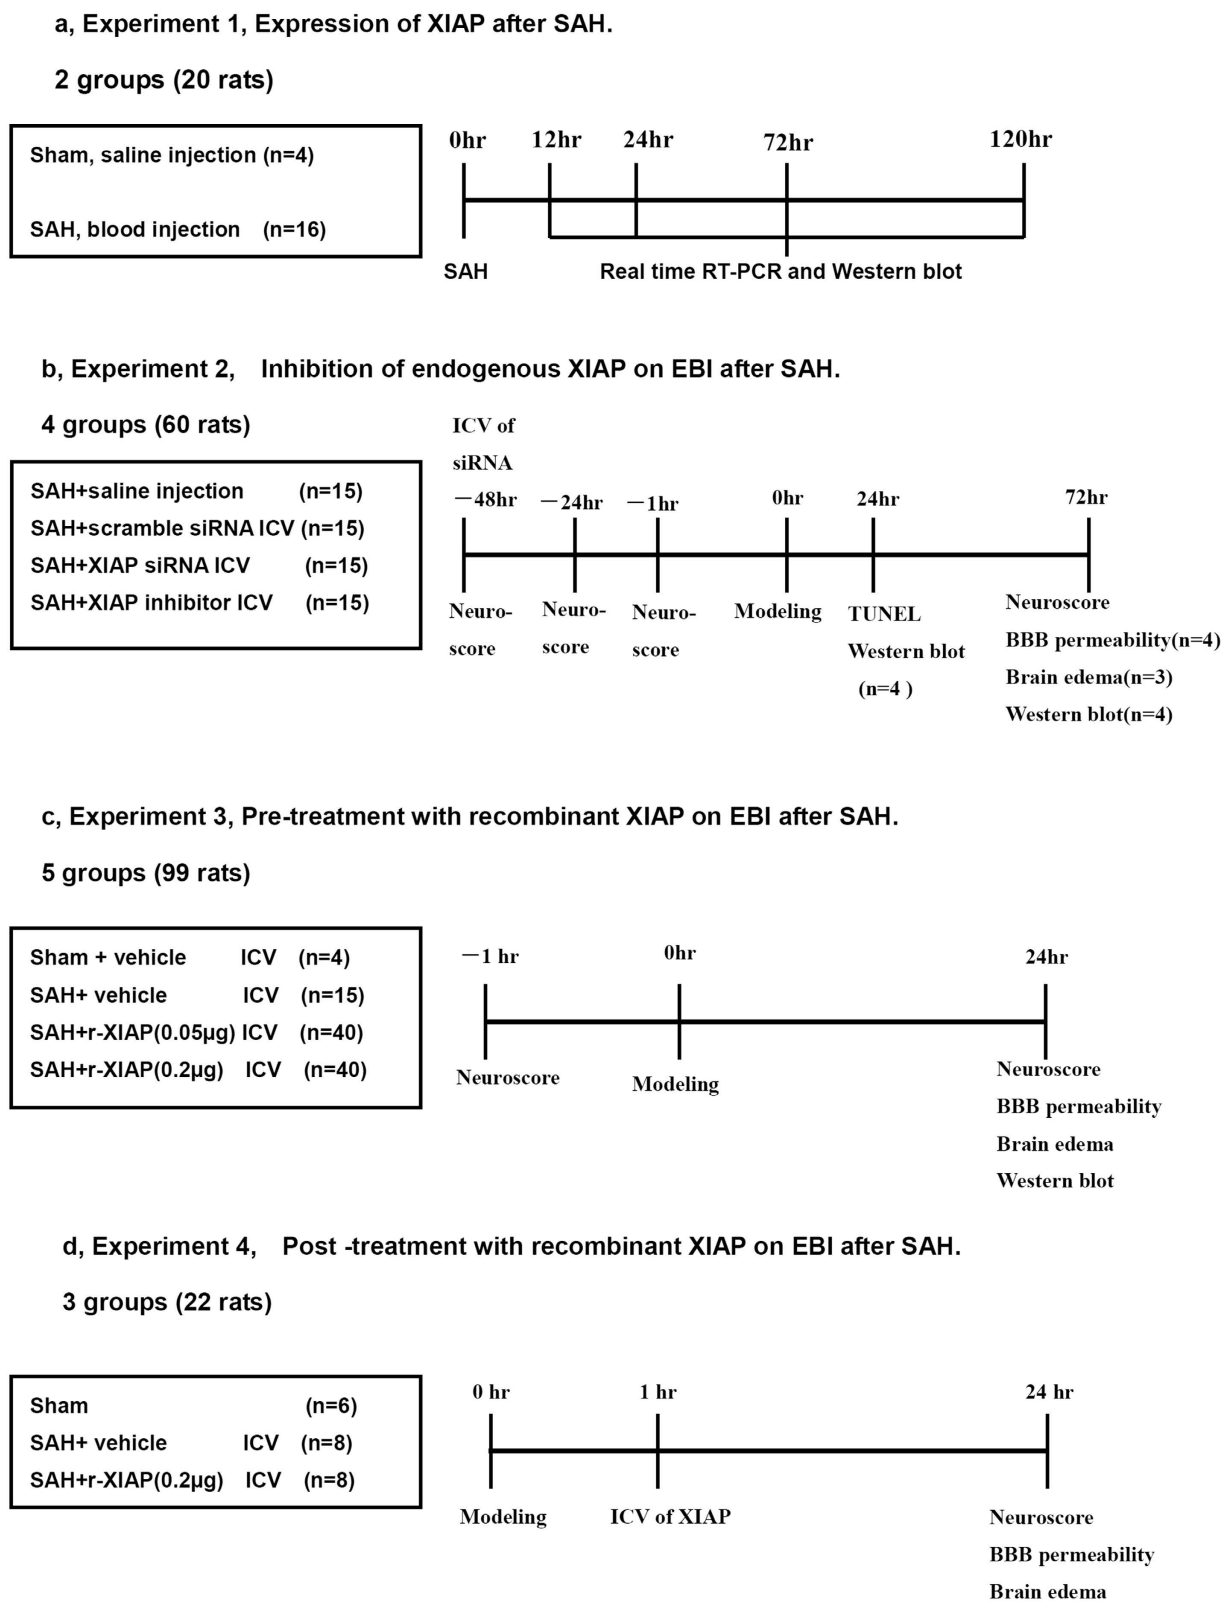 a, Experiment 1, Expression of XIAP after SAH.
2 groups (20 rats)
Sham, saline injection (n=4)
SAH, blood injection (n=16)
0hr 12hr 24hr 72hr 120hr
SAH Real time RT-PCR and Western blot
b, Experiment 2, Inhibition of endogenous XIAP on EBI after SAH.
4 groups (60 rats)
SAH+saline injection (n=15)
SAH+scramble siRNA ICV (n=15)
SAH+XIAP siRNA ICV (n=15)
SAH+XIAP inhibitor ICV (n=15)
ICV of
siRNA
－48hr －24hr －1hr 0hr 24hr 72hr
Neuro-
score
Neuro-
score
Neuro-
score
Modeling
TUNEL
Western blot
(n=4 )
Neuroscore
BBB permeability(n=4)
Brain edema(n=3)
Western blot(n=4)
c, Experiment 3, Pre-treatment with recombinant XIAP on EBI after SAH.
5 groups (99 rats)
Sham + vehicle ICV (n=4)
SAH+ vehicle ICV (n=15)
SAH+r-XIAP(0.05μg) ICV (n=40)
SAH+r-XIAP(0.2μg) ICV (n=40)
－1 hr 0hr 24hr
Neuroscore
Modeling
Neuroscore
BBB permeability
Brain edema
Western blot
d, Experiment 4, Post -treatment with recombinant XIAP on EBI after SAH.
3 groups (22 rats)
Sham (n=6)
SAH+ vehicle ICV (n=8)
SAH+r-XIAP(0.2μg) ICV (n=8)
0 hr 1 hr 24 hr
Modeling
ICV of XIAP
Neuroscore
BBB permeability
Brain edema